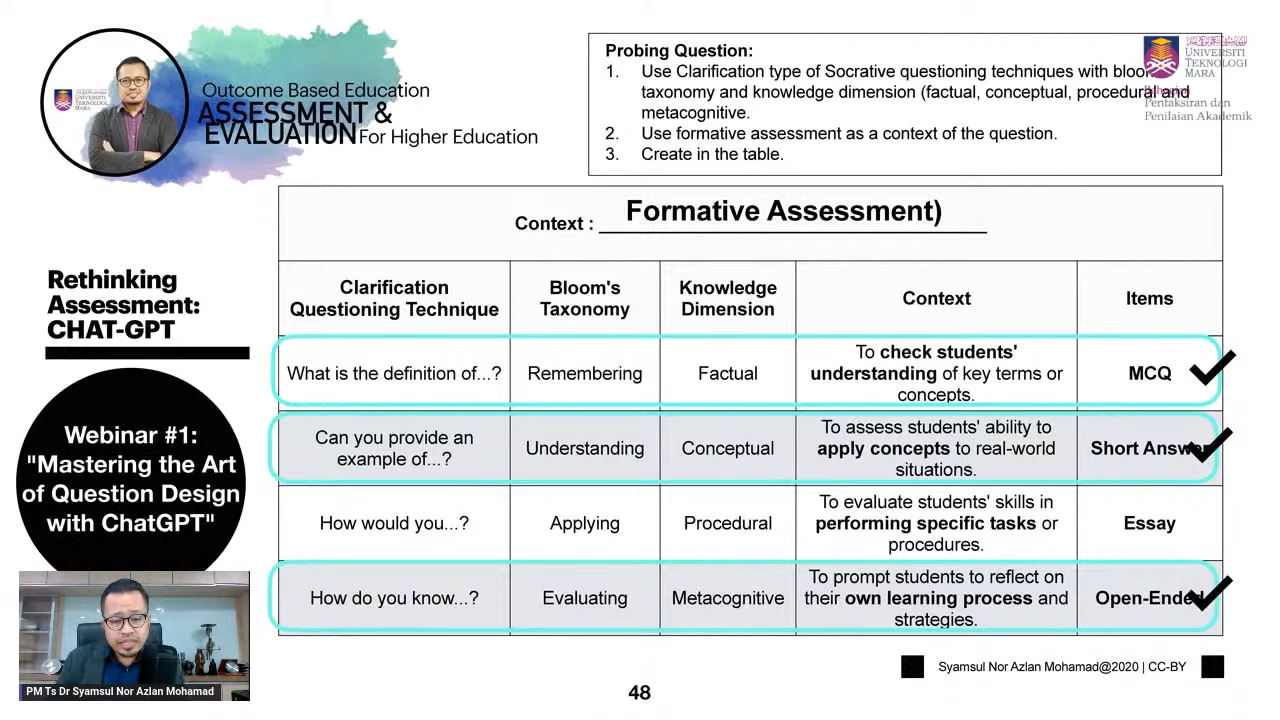 Outcome Based Education
ASSESSMENT &
EVALUATION For Higher Education
UNIVERSITI
TEKNOLOGI
MARA
Probing Question:
1. Use Clarification type of Socrative questioning techniques with bloom
taxonomy and knowledge dimension (factual, conceptual, procedural and
metacognitive.
2. Use formative assessment as a context of the question.
3. Create in the table.
UNIVERSITI
TEKNOLOGI
MARA
Pentaksiran dan
Penilaian Akademik
Context : Formative Assessment)
Clarification
Questioning Technique
Bloom's
Taxonomy
Knowledge
Dimension
Context
Items
What is the definition of...?
Remembering
Factual
To check students'
understanding of key terms or
concepts.
MCQ
Can you provide an
example of...?
Understanding
Conceptual
To assess students' ability to
apply concepts to real-world
situations.
Short Answer
How would you...?
Applying
Procedural
To evaluate students' skills in
performing specific tasks or
procedures.
Essay
How do you know...?
Evaluating
Metacognitive
To prompt students to reflect on
their own learning process and
strategies.
Open-Ended
Rethinking
Assessment:
CHAT-GPT
Webinar #1:
"Mastering the Art
of Question Design
with ChatGPT"
PM Ts Dr Syamsul Nor Azlan Mohamad
Syamsul Nor Azlan Mohamad@2020 | CC-BY
48